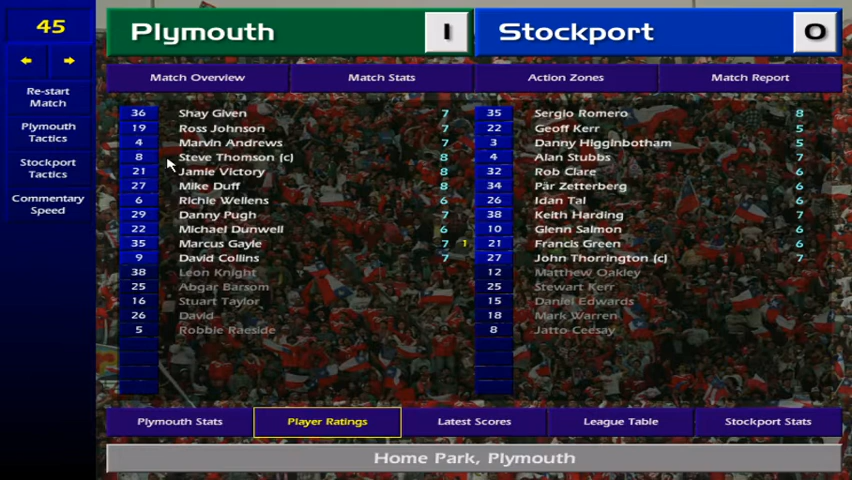 45
Plymouth 1 Stockport 0
Match Overview Match Stats Action Zones Match Report
Re-start Match
Plymouth Tactics
Stockport Tactics
Commentary Speed
36 Shay Given 7 35 Sergio Romero 8
19 Ross Johnson 7 22 Geoff Kerr 5
4 Marvin Andrews 7 3 Danny Higginbotham 5
8 Steve Thomson (c) 8 4 Alan Stubbs 7
21 Jamie Victory 8 32 Rob Clare 6
27 Mike Duff 8 34 Pär Zetterberg 6
6 Richie Wellens 6 26 Idan Tal 6
29 Danny Pugh 7 38 Keith Harding 7
22 Michael Dunwell 6 10 Glenn Salmon 6
35 Marcus Gayle 7 1 21 Francis Green 6
9 David Collins 7 27 John Thorrington (c) 7
38 Leon Knight 12 Matthew Oakley
25 Abgar Barsom 25 Stewart Kerr
16 Stuart Taylor 15 Daniel Edwards
26 David 18 Mark Warren
5 Robbie Raeside 8 Jatto Ceesay
Plymouth Stats Player Ratings Latest Scores League Table Stockport Stats
Home Park, Plymouth